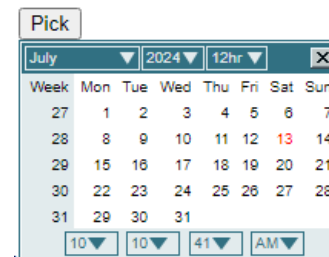 Pick
July 2024 12hr X
Week Mon Tue Wed Thu Fri Sat Sun
27 1 2 3 4 5 6 7
28 8 9 10 11 12 13 14
29 15 16 17 18 19 20 21
30 22 23 24 25 26 27 28
31 29 30 31
10 10 41 AM